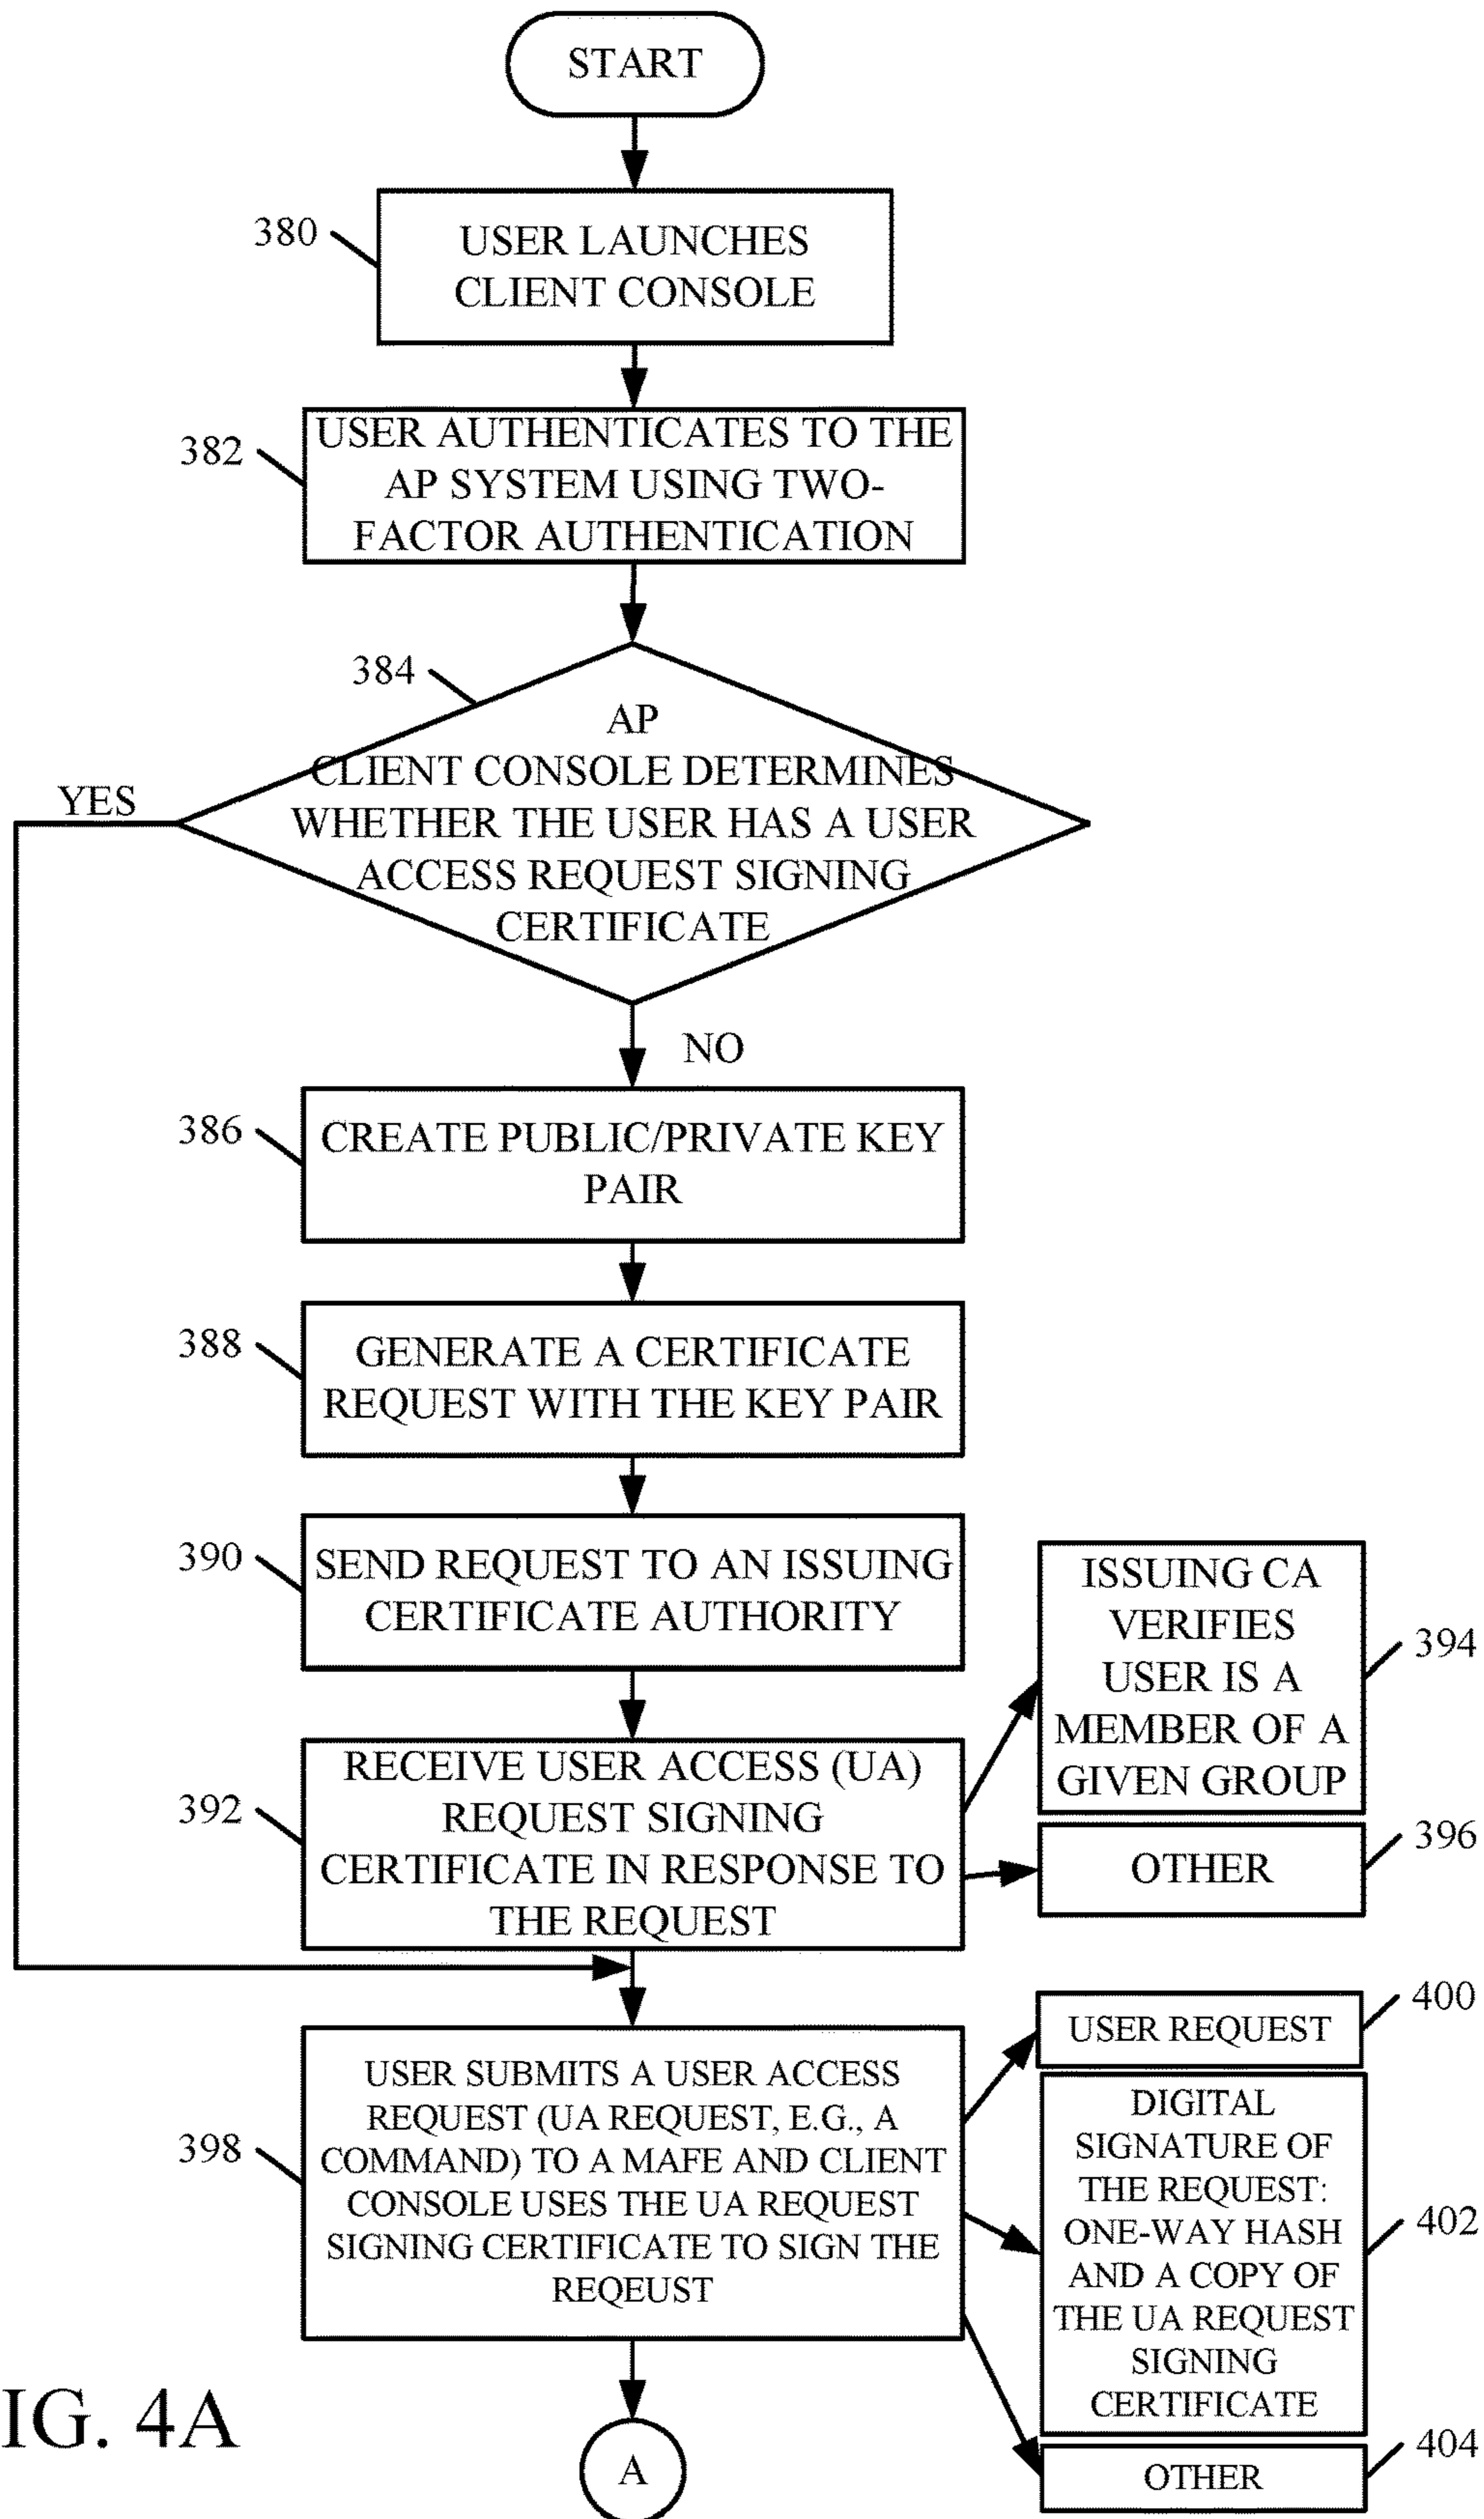 START
380
USER LAUNCHES
CLIENT CONSOLE
382
USER AUTHENTICATES TO THE
AP SYSTEM USING TWO-
FACTOR AUTHENTICATION
384
AP
CLIENT CONSOLE DETERMINES
WHETHER THE USER HAS A USER
ACCESS REQUEST SIGNING
CERTIFICATE
YES
NO
386
CREATE PUBLIC/PRIVATE KEY
PAIR
388
GENERATE A CERTIFICATE
REQUEST WITH THE KEY PAIR
390
SEND REQUEST TO AN ISSUING
CERTIFICATE AUTHORITY
392
RECEIVE USER ACCESS (UA)
REQUEST SIGNING
CERTIFICATE IN RESPONSE TO
THE REQUEST
ISSUING CA
VERIFIES
USER IS A
MEMBER OF A
GIVEN GROUP
394
OTHER
396
398
USER SUBMITS A USER ACCESS
REQUEST (UA REQUEST, E.G., A
COMMAND) TO A MAFE AND CLIENT
CONSOLE USES THE UA REQUEST
SIGNING CERTIFICATE TO SIGN THE
REQEUST
USER REQUEST
400
DIGITAL
SIGNATURE OF
THE REQUEST:
ONE-WAY HASH
AND A COPY OF
THE UA REQUEST
SIGNING
CERTIFICATE
402
OTHER
404
A
IG. 4A